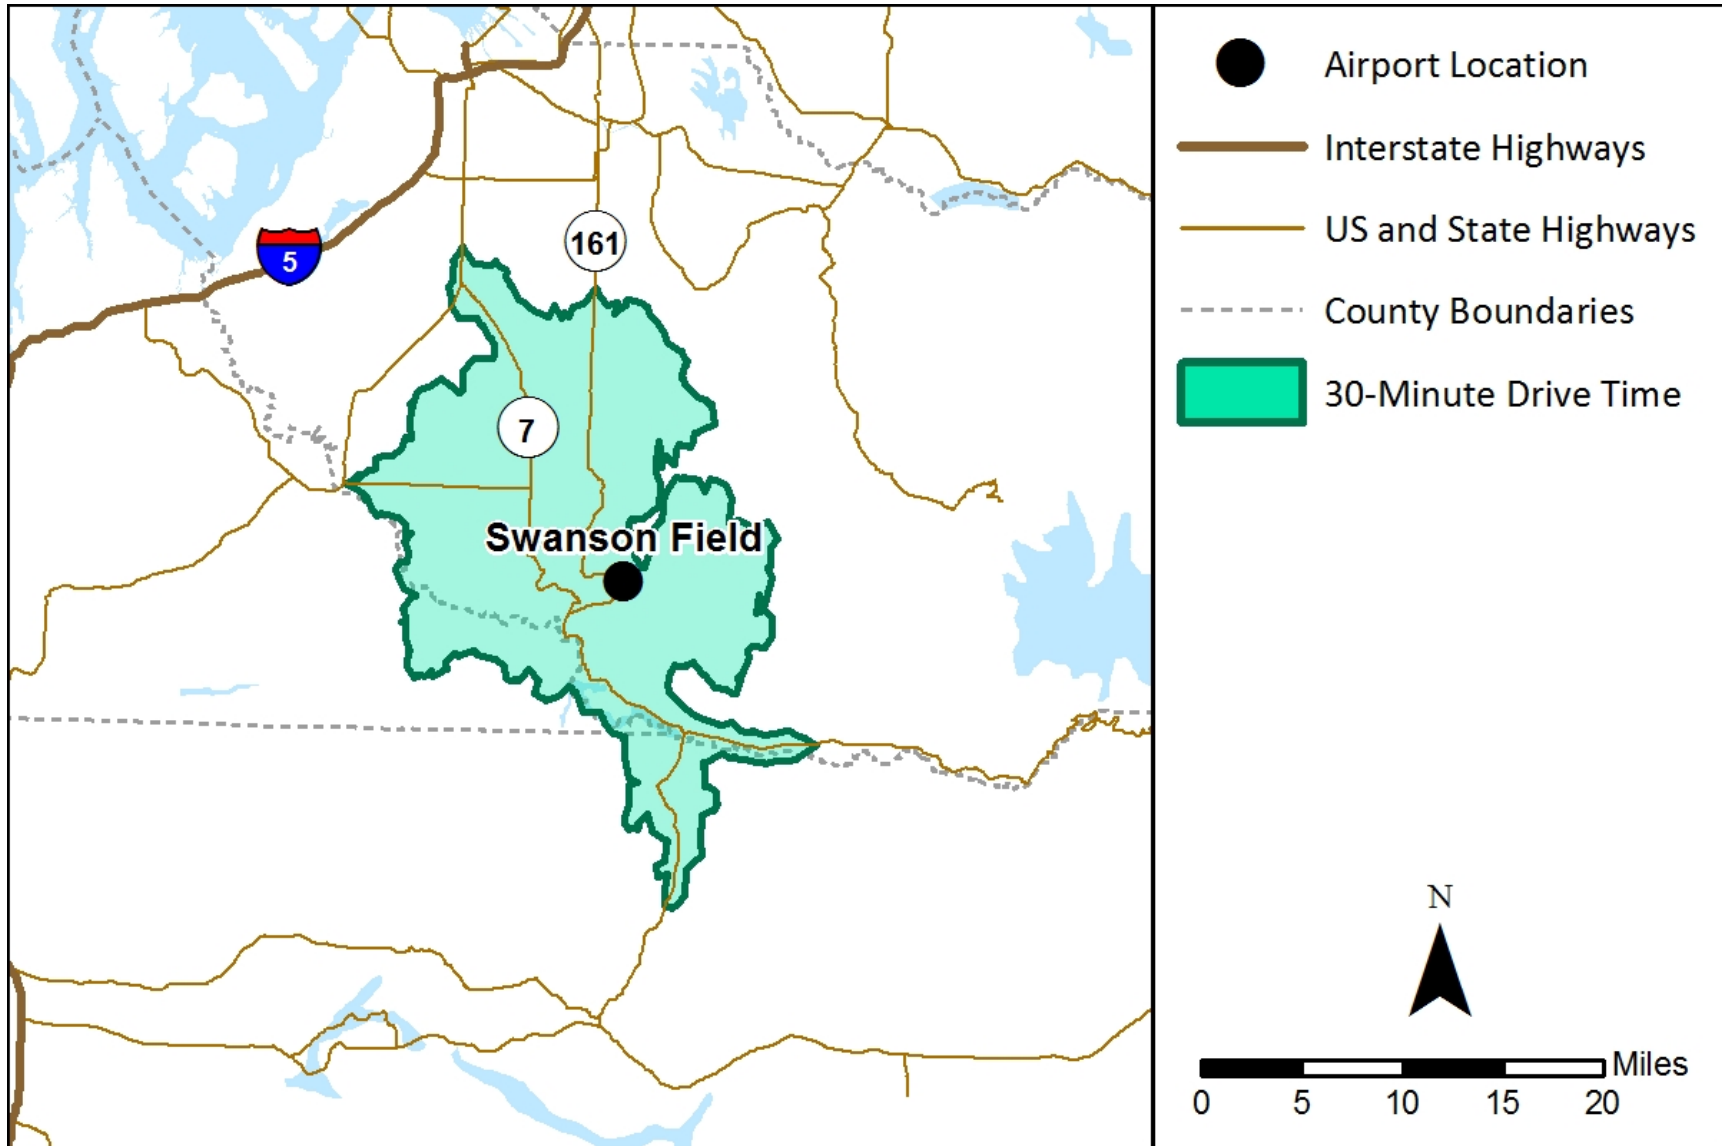 5
161
7
Swanson Field
Airport Location
Interstate Highways
US and State Highways
County Boundaries
30-Minute Drive Time
N
Miles
0 5 10 15 20